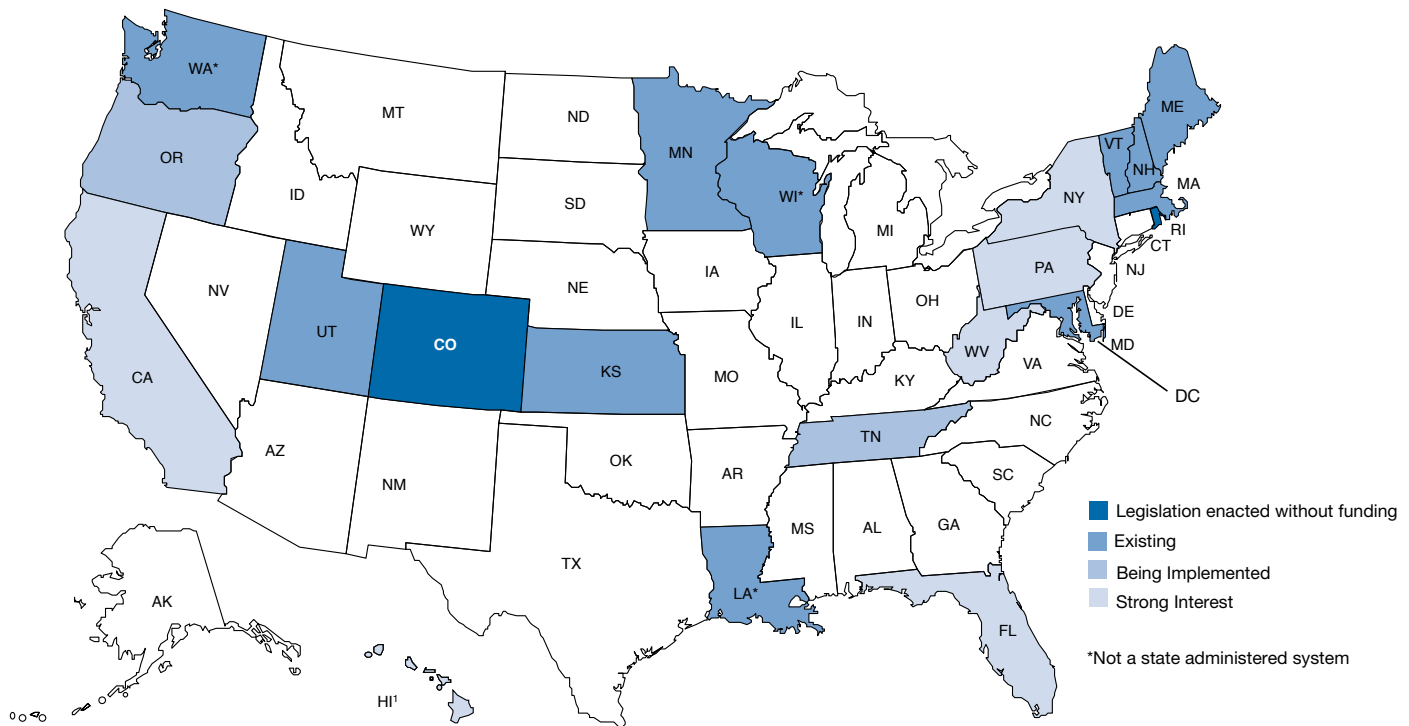 WA*
MT
ND
MN
ME
VT
NH
MA
OR
ID
SD
WI*
MI
NY
RI
CT
WY
IA
PA
NJ
NV
NE
OH
DE
MD
UT
CO
IL
IN
WV
VA
DC
CA
KS
MO
KY
NC
TN
AZ
NM
OK
AR
SC
MS
AL
GA
TX
LA*
FL
AK
HI¹
Legislation enacted without funding
Existing
Being Implemented
Strong Interest
*Not a state administered system